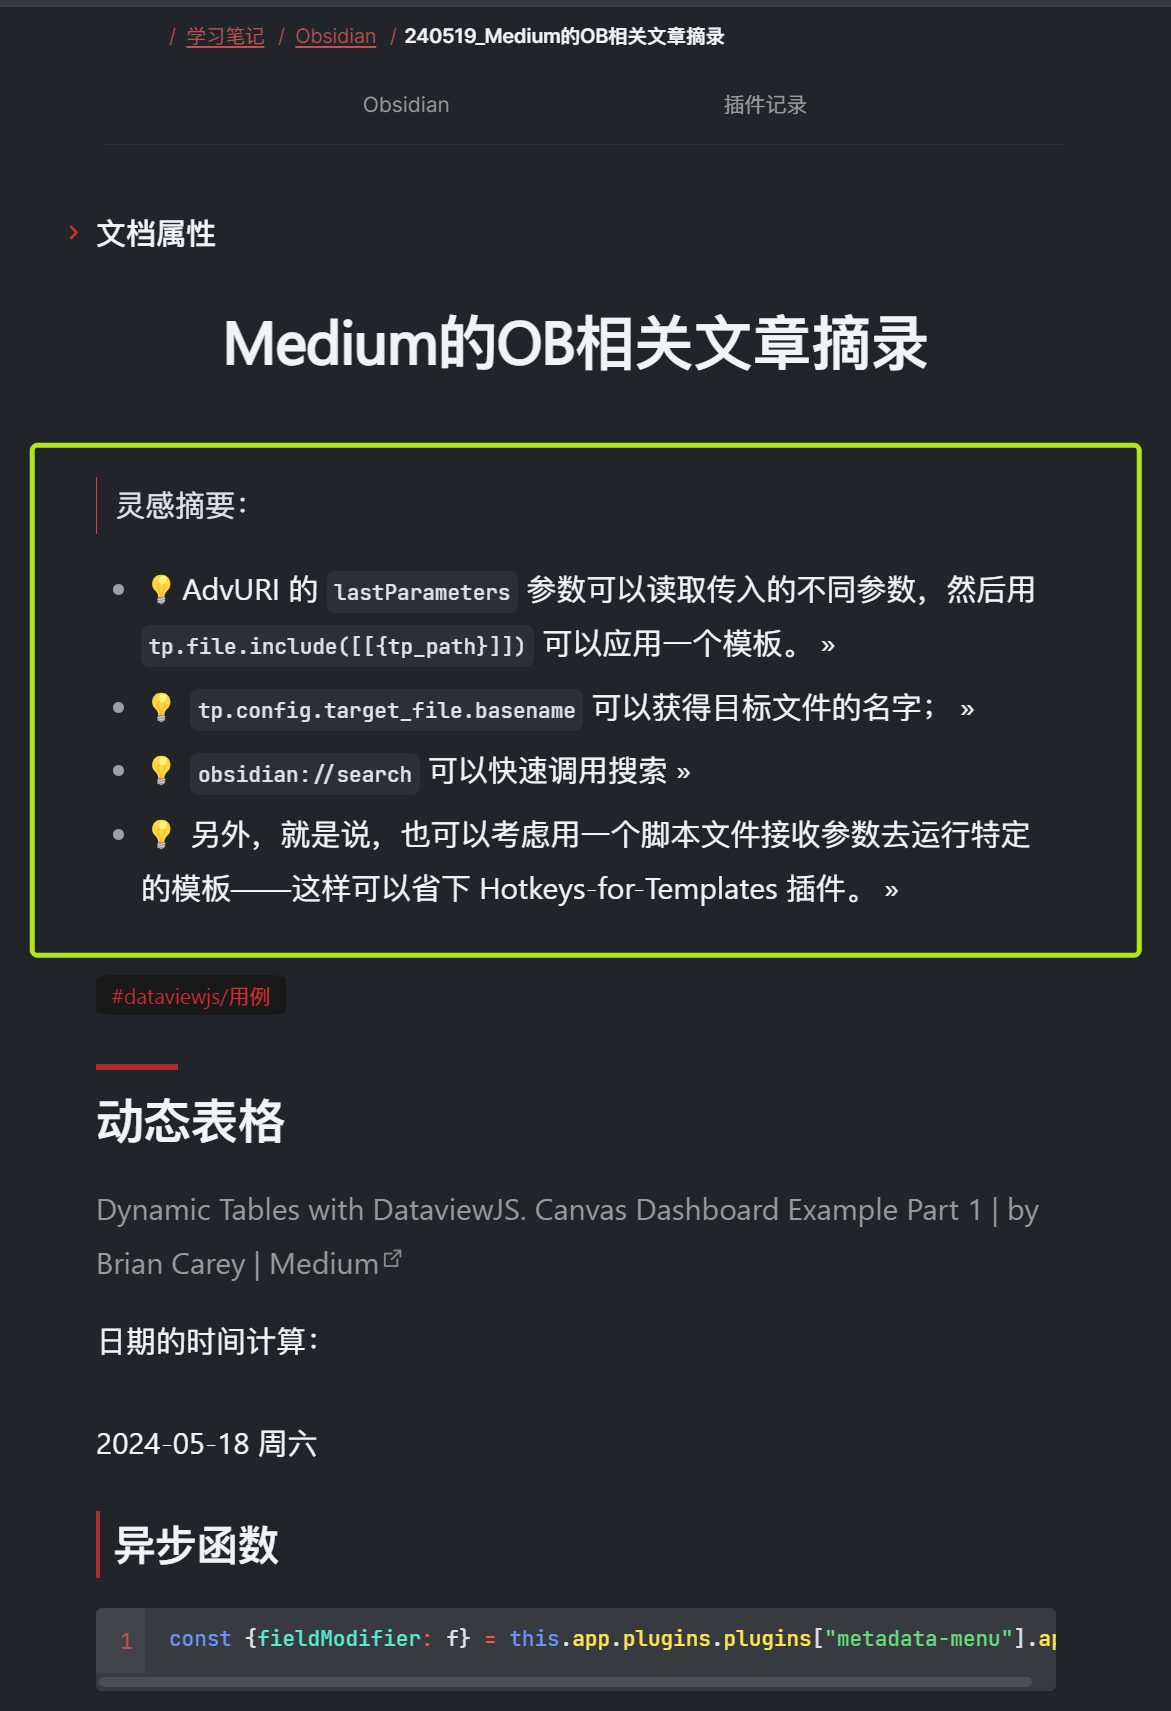 / 学习笔记 / Obsidian / 240519_Medium的OB相关文章摘录
Obsidian 插件记录
文档属性
Medium的OB相关文章摘录
灵感摘要：
💡 AdvURI 的 lastParameters 参数可以读取传入的不同参数，然后用
tp.file.include([[{tp_path}]]) 可以应用一个模板。 »
💡 tp.config.target_file.basename 可以获得目标文件的名字； »
💡 obsidian://search 可以快速调用搜索 »
💡 另外，就是说，也可以考虑用一个脚本文件接收参数去运行特定
的模板——这样可以省下 Hotkeys-for-Templates 插件。 »
#dataviewjs/用例
动态表格
Dynamic Tables with DataviewJS. Canvas Dashboard Example Part 1 | by
Brian Carey | Medium
日期的时间计算：
2024-05-18 周六
异步函数
1 const {fieldModifier: f} = this.app.plugins.plugins["metadata-menu"].ap